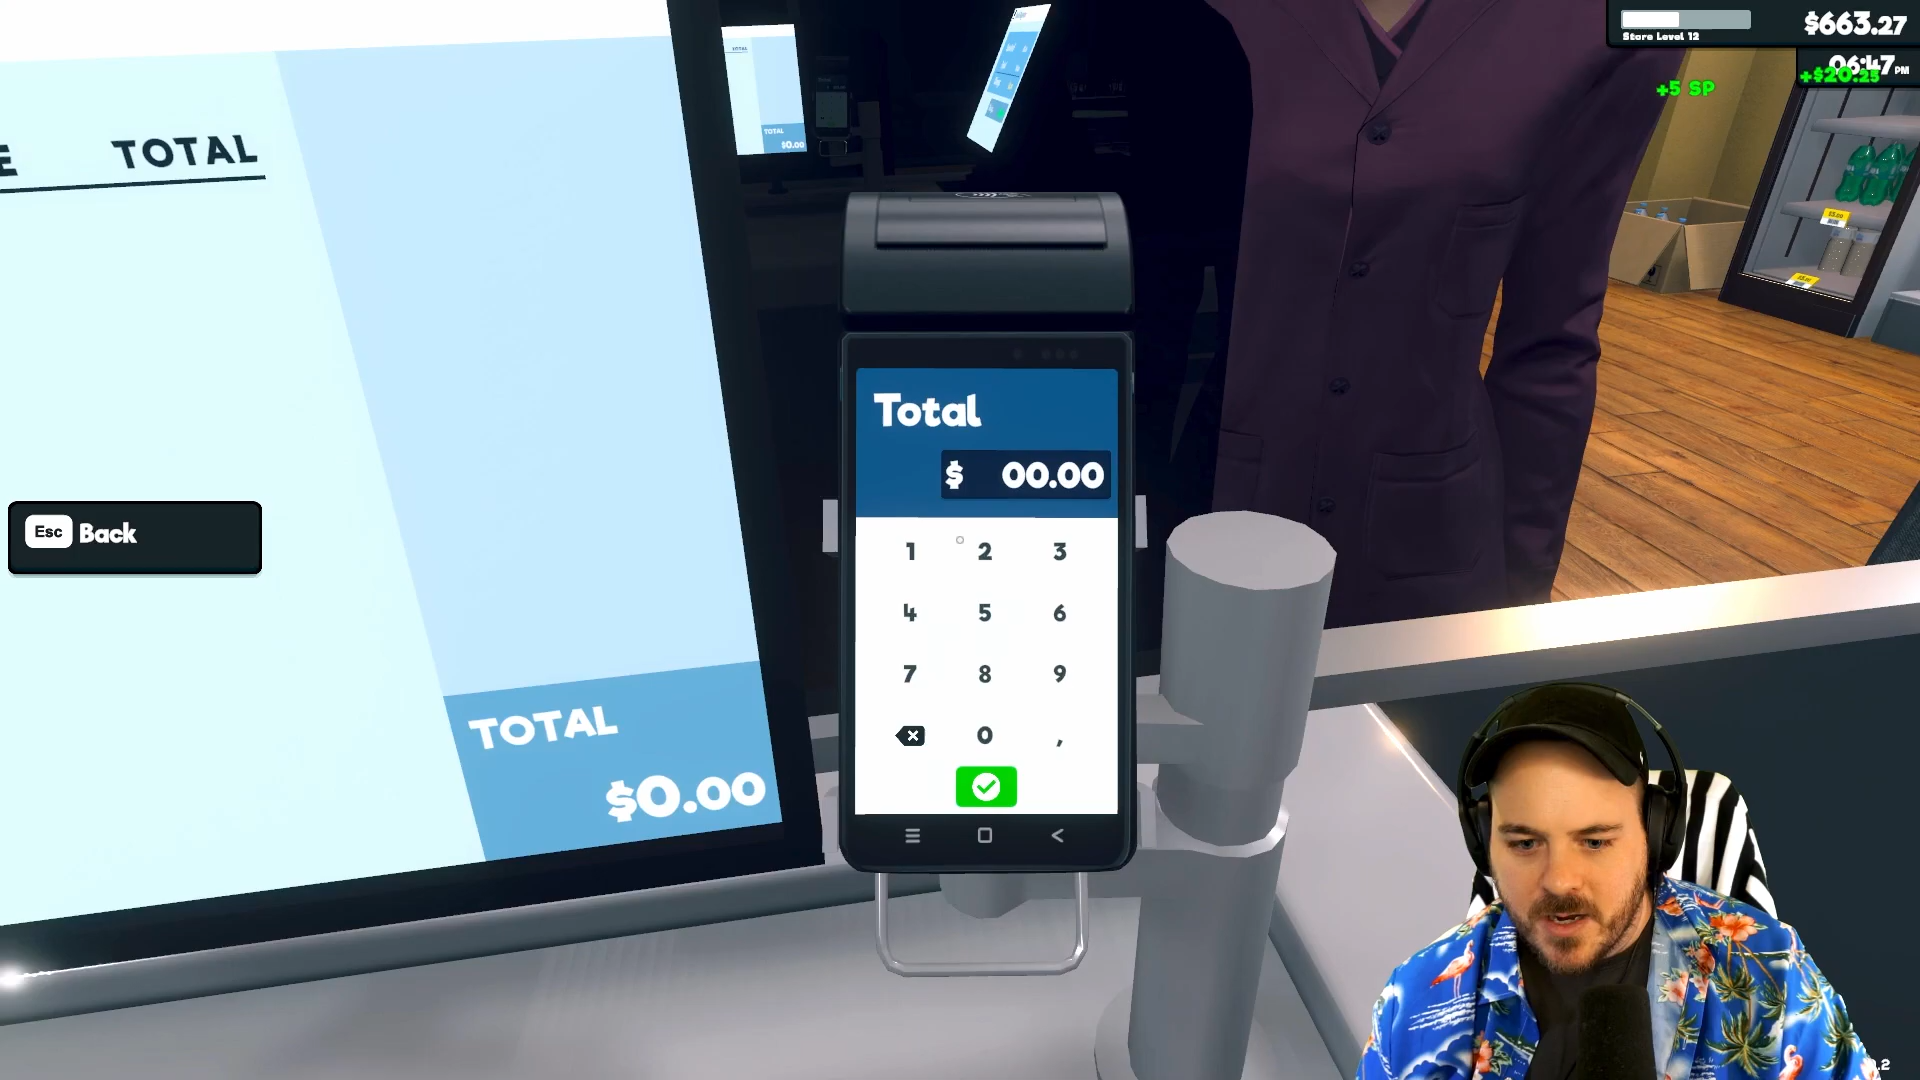 $663.27
Store Level 12
06:47 PM
+$20.25
+5 SP
TOTAL
TOTAL
$0.00
E TOTAL
Total
$ 00.00
Esc Back
1 2 3
4 5 6
7 8 9
0 ,
TOTAL
$0.00